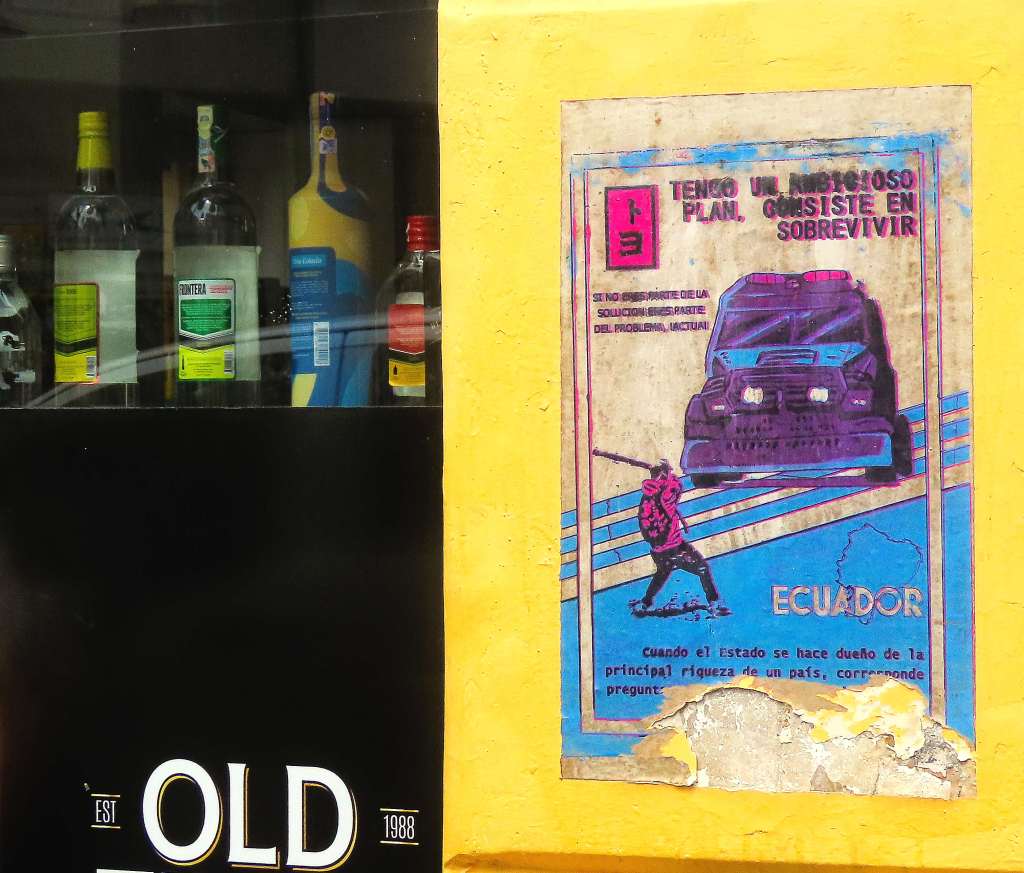 FRONTERA
EST
OLD
1988
ト
ヨ
TENGO UN AMBICIOSO
PLAN, CONSISTE EN
SOBREVIVIR
SI NO ERES PARTE DE LA
SOLUCION ERES PARTE
DEL PROBLEMA, ¡ACTUA!
ECUADOR
Cuando el Estado se hace dueño de la
principal riqueza de un país, corresponde